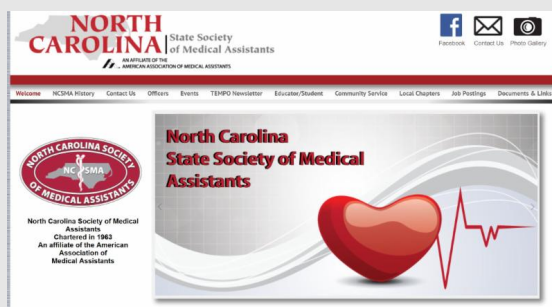 NORTH
CAROLINA
State Society
of Medical Assistants
AN AFFILIATE OF THE
AMERICAN ASSOCIATION OF MEDICAL ASSISTANTS
Facebook
Contact Us
Photo Gallery
Welcome
NCSMA History
Contact Us
Officers
Events
TEMPO Newsletter
Educator/Student
Community Service
Local Chapters
Job Postings
Documents & Links
NORTH CAROLINA SOCIETY
NC SMA
OF MEDICAL ASSISTANTS
North Carolina Society of Medical
Assistants
Chartered in 1963
An affiliate of the American
Association of
Medical Assistants
North Carolina
State Society of Medical
Assistants